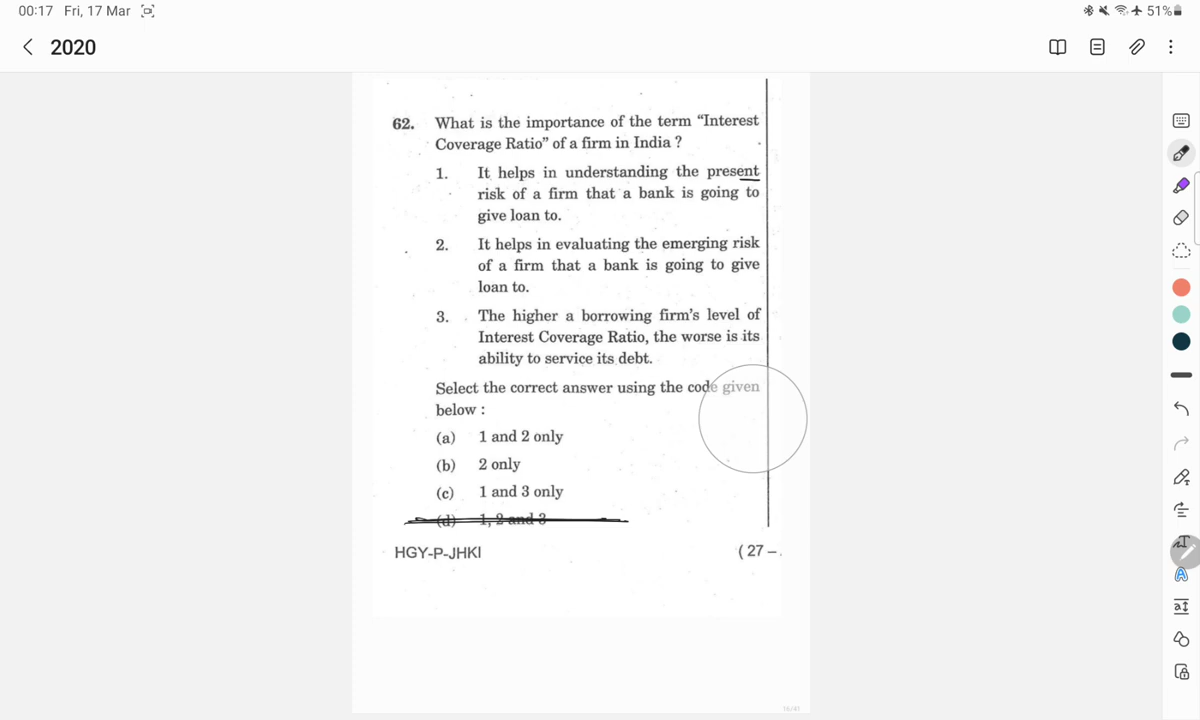 00:17 Fri, 17 Mar
51%
2020
62. What is the importance of the term “Interest
Coverage Ratio” of a firm in India ?
1. It helps in understanding the present
risk of a firm that a bank is going to
give loan to.
2. It helps in evaluating the emerging risk
of a firm that a bank is going to give
loan to.
3. The higher a borrowing firm's level of
Interest Coverage Ratio, the worse is its
ability to service its debt.
Select the correct answer using the code given
below :
(a) 1 and 2 only
(b) 2 only
(c) 1 and 3 only
(d) 1, 2 and 3
HGY-P-JHKI
( 27 –
16/41